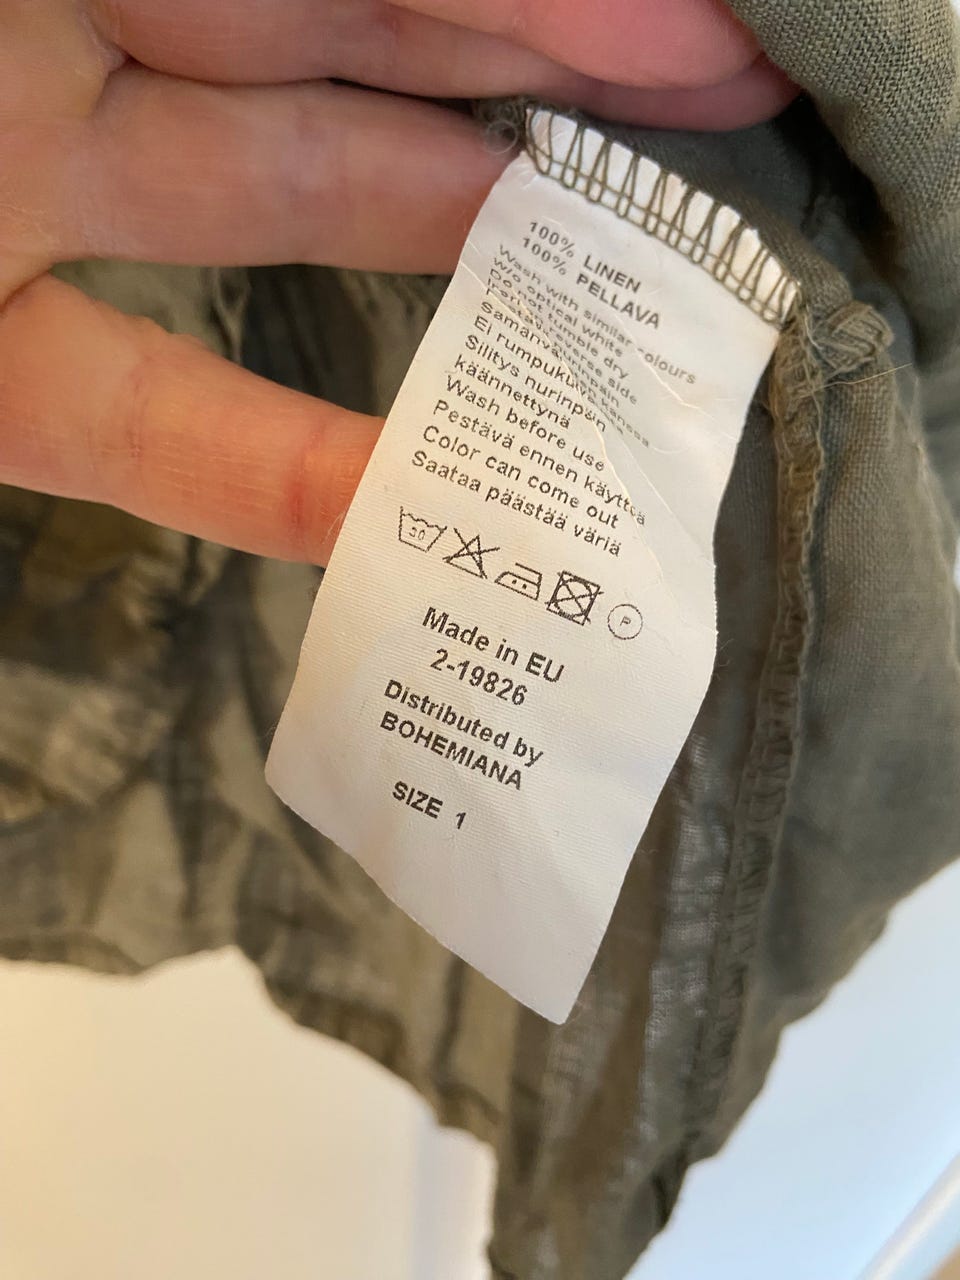 100% LINEN
100% PELLAVA
Wash with similar colours
w/o optical white
Do not tumble dry
Iron reverse side
Samanväristen kanssa
Ei rumpukuivausta
Silitys nurinpäin
käännettynä
Wash before use
Pestävä ennen käyttöä
Color can come out
Saataa päästää väriä
30
P
Made in EU
2-19826
Distributed by
BOHEMIANA
SIZE 1